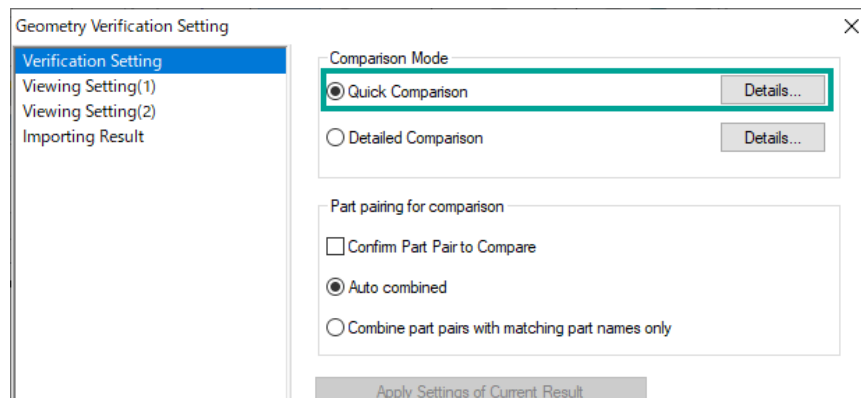 Geometry Verification Setting
Verification Setting
Viewing Setting(1)
Viewing Setting(2)
Importing Result
Comparison Mode
Quick Comparison
Details...
Detailed Comparison
Details...
Part pairing for comparison
Confirm Part Pair to Compare
Auto combined
Combine part pairs with matching part names only
Apply Settings of Current Result